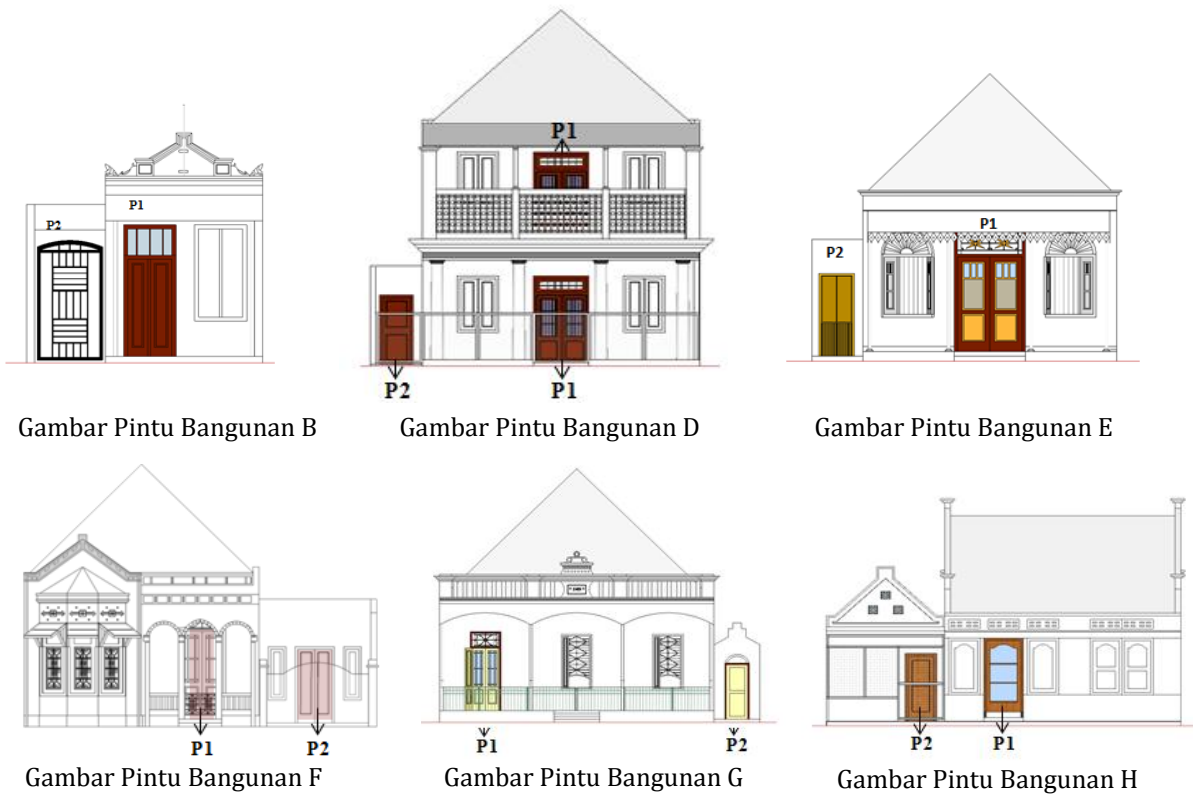 P1
P2
P1
P2
P1
P1
P2
Gambar Pintu Bangunan B
Gambar Pintu Bangunan D
Gambar Pintu Bangunan E
P1
P2
P1
P2
P2
P1
Gambar Pintu Bangunan F
Gambar Pintu Bangunan G
Gambar Pintu Bangunan H